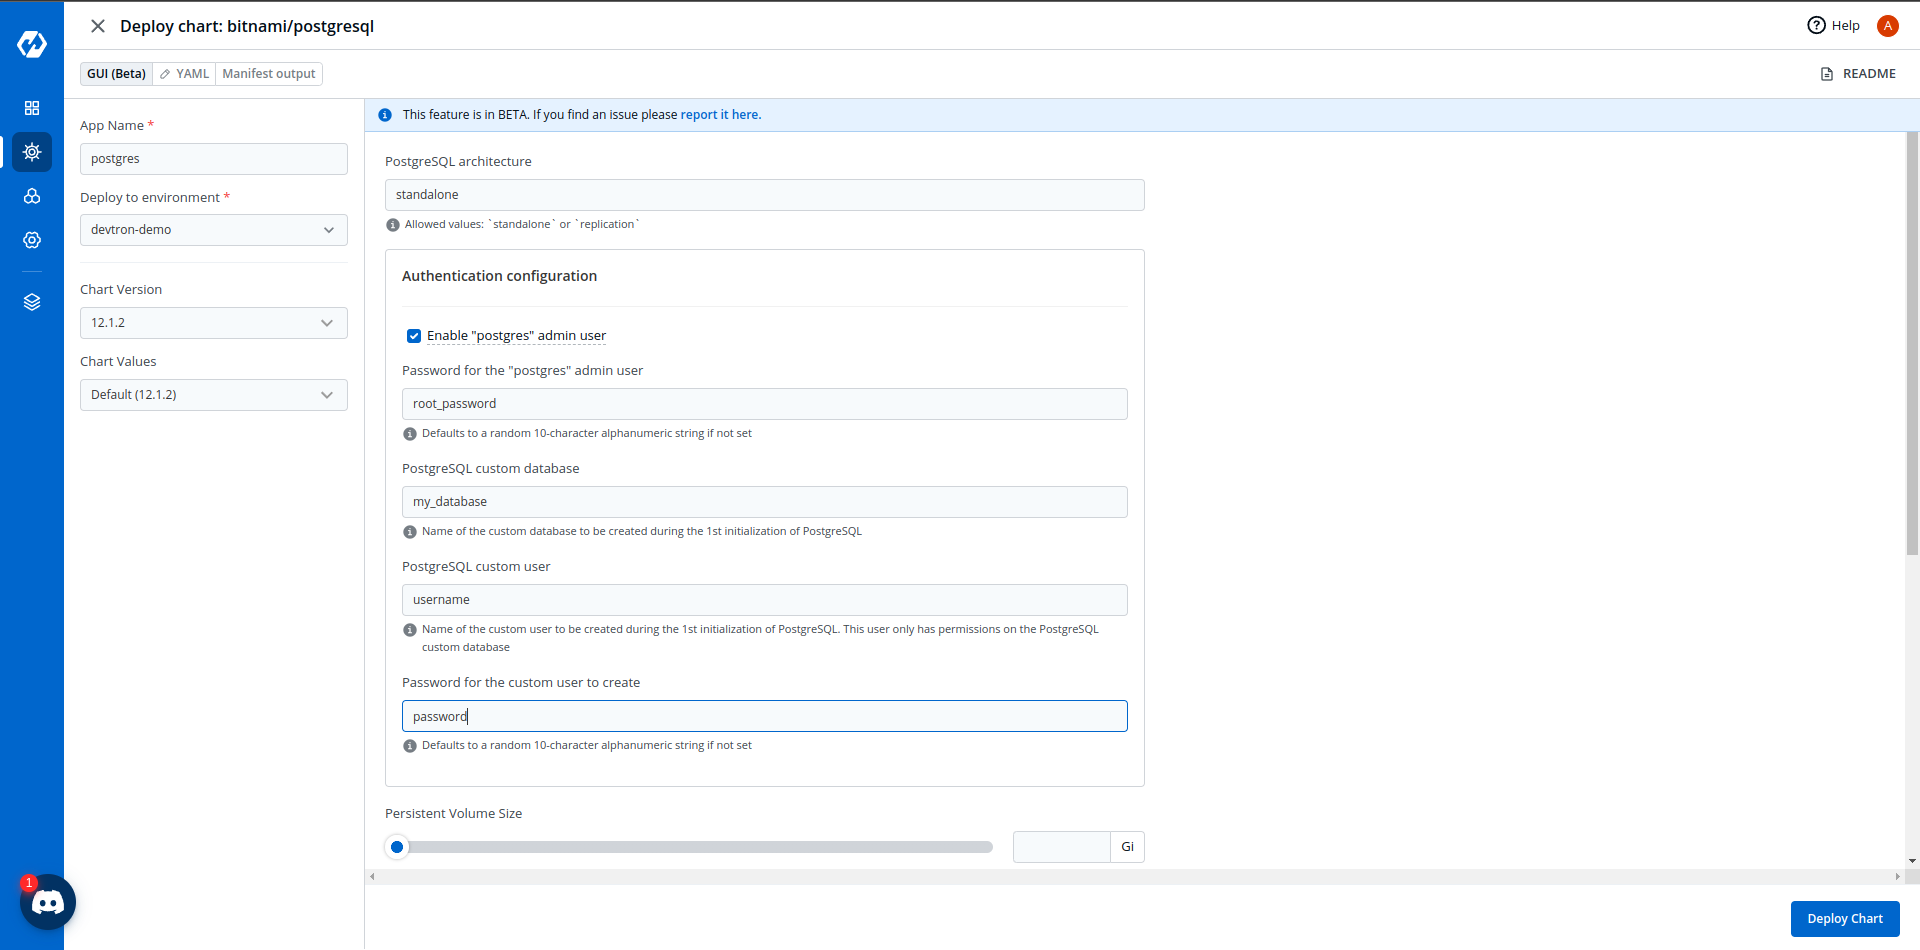 Deploy chart: bitnami/postgresql
Help
A
GUI (Beta)
YAML
Manifest output
README
App Name *
postgres
Deploy to environment *
devtron-demo
Chart Version
12.1.2
Chart Values
Default (12.1.2)
This feature is in BETA. If you find an issue please report it here.
PostgreSQL architecture
standalone
Allowed values: `standalone` or `replication`
Authentication configuration
Enable "postgres" admin user
Password for the "postgres" admin user
root_password
Defaults to a random 10-character alphanumeric string if not set
PostgreSQL custom database
my_database
Name of the custom database to be created during the 1st initialization of PostgreSQL
PostgreSQL custom user
username
Name of the custom user to be created during the 1st initialization of PostgreSQL. This user only has permissions on the PostgreSQL
custom database
Password for the custom user to create
password
Defaults to a random 10-character alphanumeric string if not set
Persistent Volume Size
Gi
1
Deploy Chart